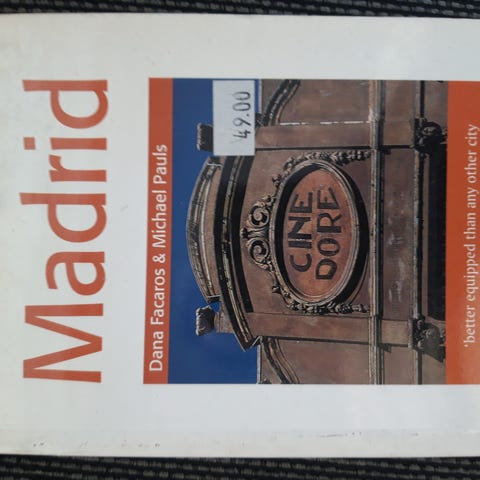 Madrid
Dana Facaros & Michael Pauls
49.00
CINE
DORE
'better equipped than any other city